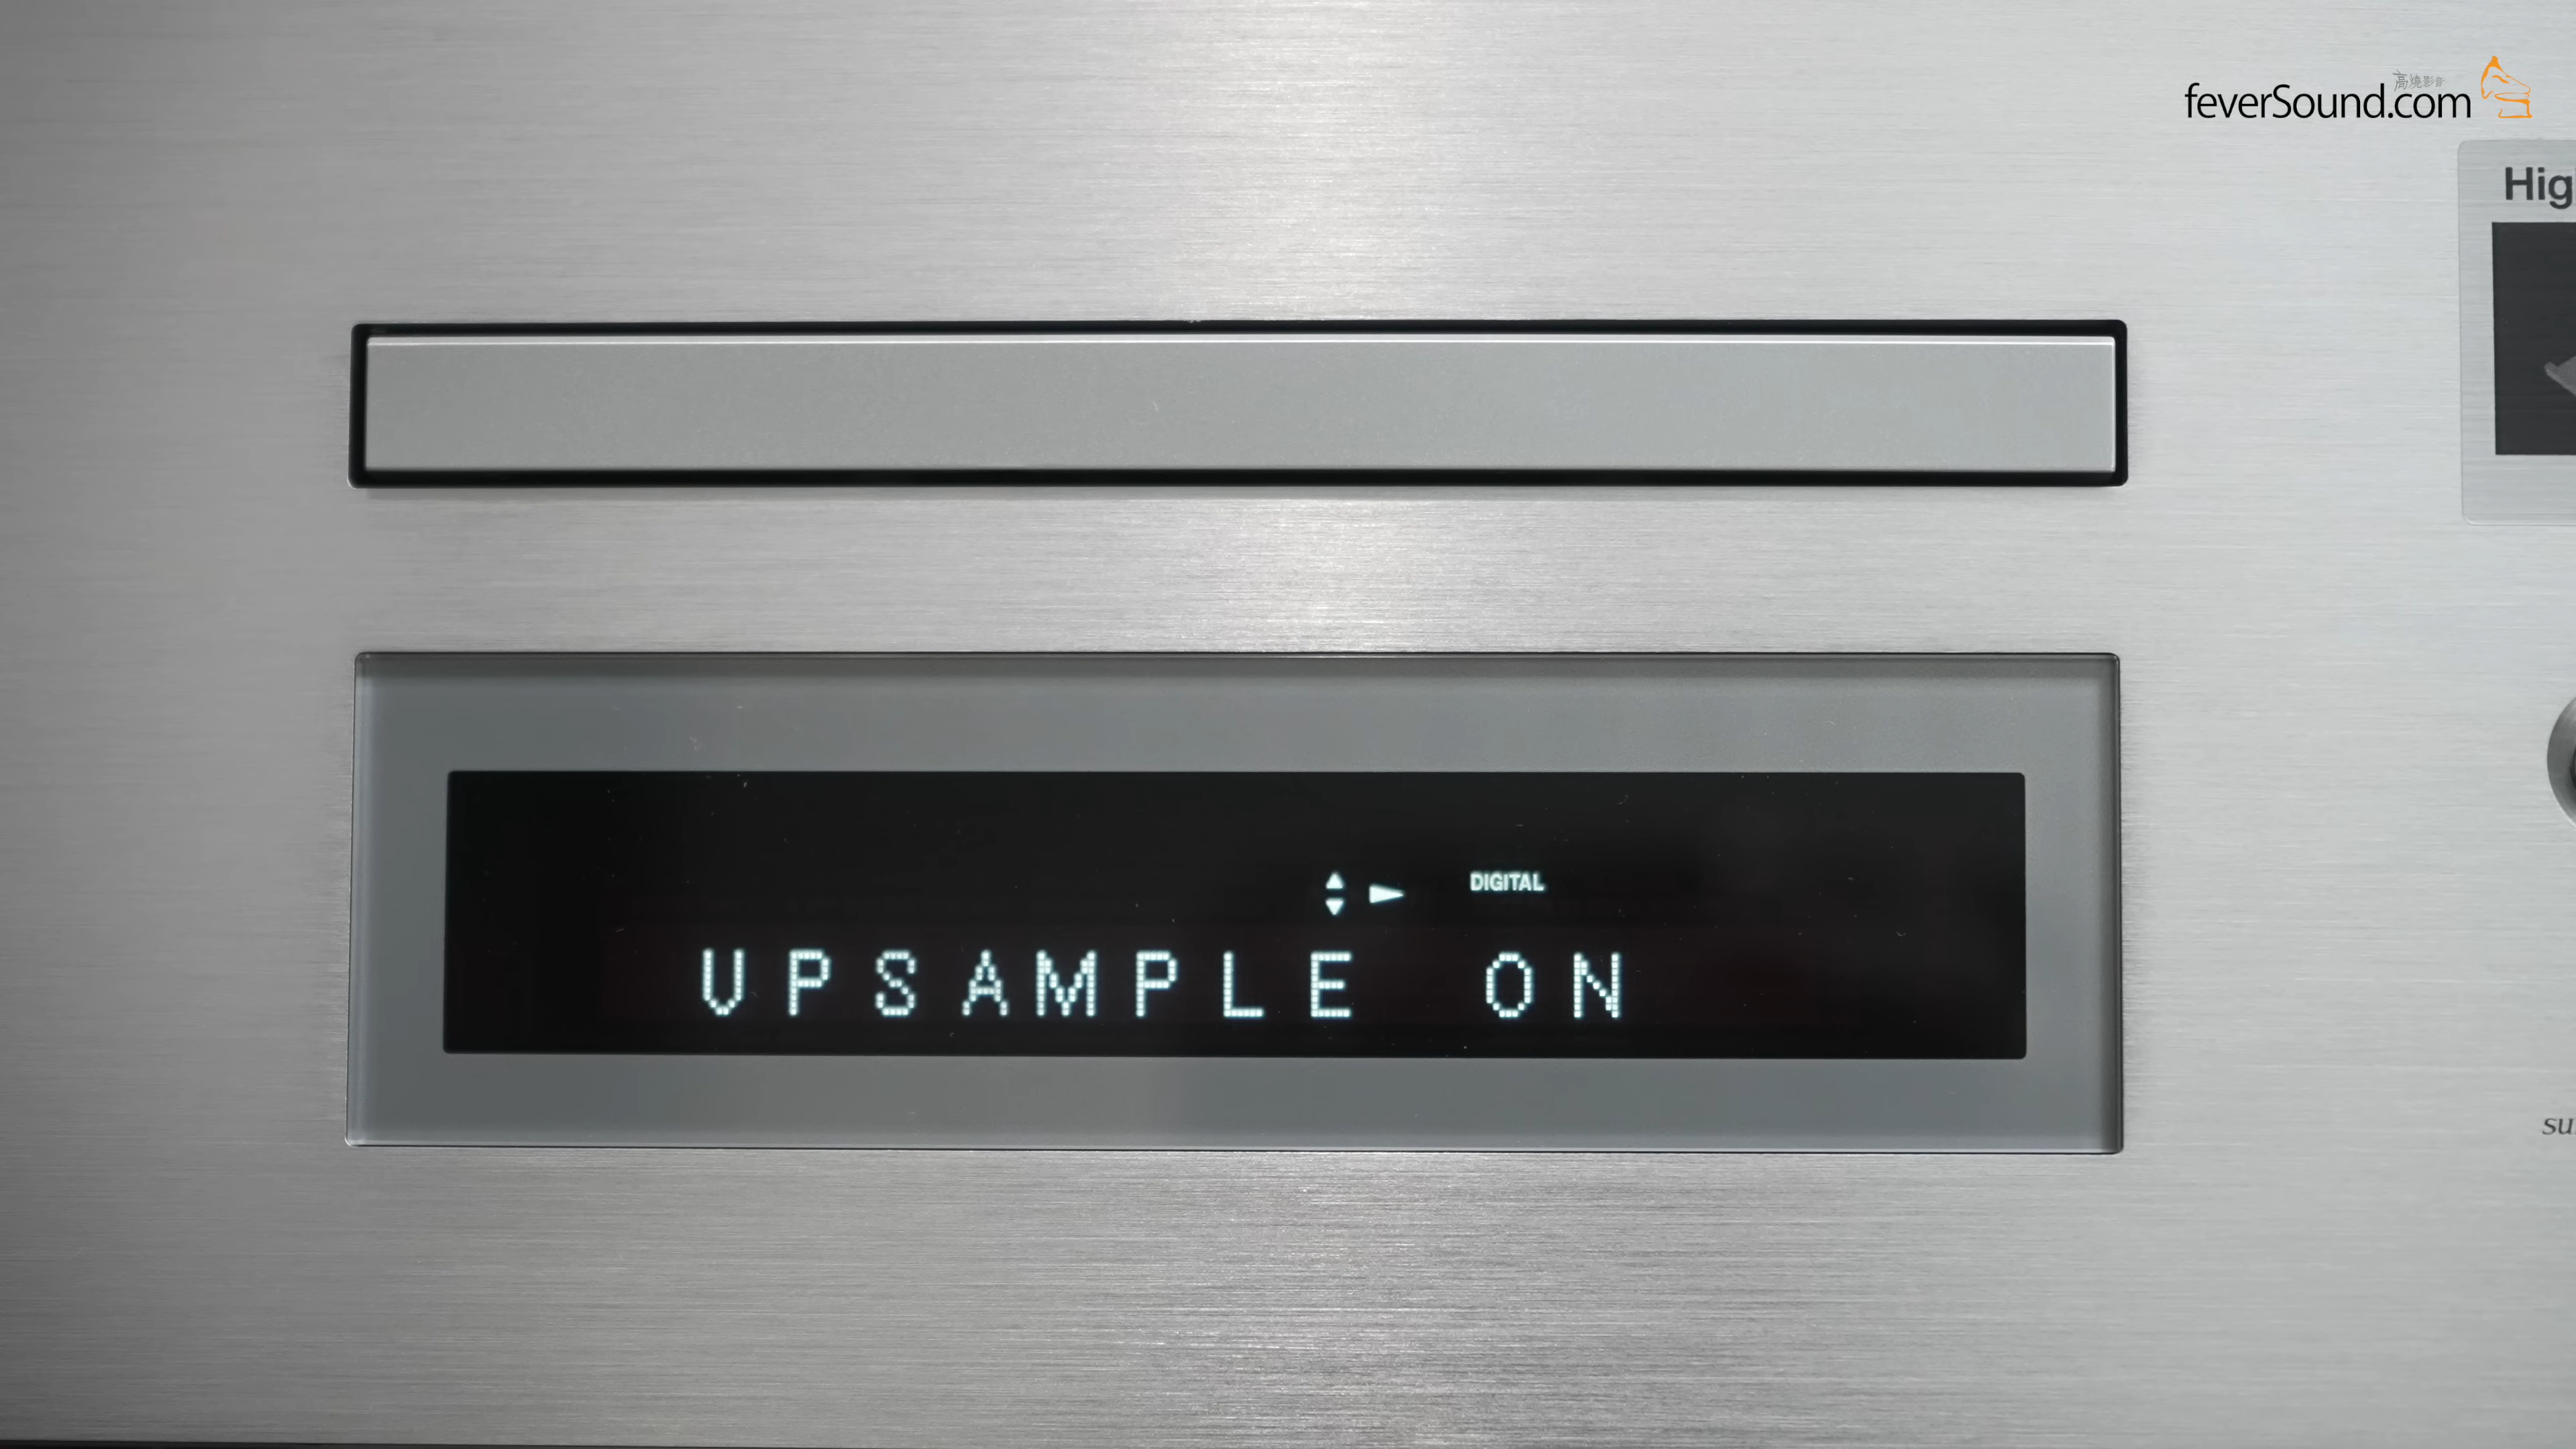 高燒影音
feverSound.com
Hig
DIGITAL
UPSAMPLE ON
su